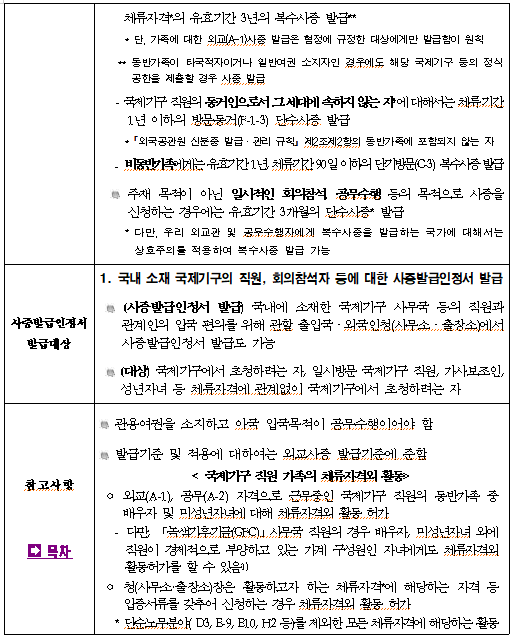 체류자격*의 유효기간 3년의 복수사증 발급**
* 단, 가족에 대한 외교(A-1)사증 발급은 협정에 규정한 대상에게만 발급함이 원칙
** 동반가족이 타국적자이거나 일반여권 소지자인 경우에도 해당 국제기구 등의 정식
공한을 제출할 경우 사증 발급
- 국제기구 직원의 동거인으로서 그 세대에 속하지 않는 자*에 대해서는 체류기간
1년 이하의 방문동거(F-1-3) 단수사증 발급
*「외국공관원 신분증 발급·관리 규칙」제2조제2항의 동반가족에 포함되지 않는 자
- 비동반가족에게는 유효기간 1년, 체류기간 90일 이하의 단기방문(C-3) 복수사증 발급
주재 목적이 아닌 일시적인 회의참석, 공무수행 등의 목적으로 사증을
신청하는 경우에는 유효기간 3개월의 단수사증* 발급
* 다만, 우리 외교관 및 공무수행자에게 복수사증을 발급하는 국가에 대해서는
상호주의를 적용하여 복수사증 발급 가능
사증발급인정서
발급대상
1. 국내 소재 국제기구의 직원, 회의참석자 등에 대한 사증발급인정서 발급
(사증발급인정서 발급) 국내에 소재한 국제기구 사무국 등의 직원과
관계인의 입국 편의를 위해 관할 출입국·외국인청(사무소·출장소)에서
사증발급인정서 발급도 가능
(대상) 국제기구에서 초청하려는 자, 일시방문 국제기구 직원, 가사보조인,
성년자녀 등 체류자격에 관계없이 국제기구에서 초청하려는 자
참고사항
목차
관용여권을 소지하고 아국 입국목적이 공무수행이어야 함
발급기준 및 적용에 대하여는 외교사증 발급기준에 준함
< 국제기구 직원 가족의 체류자격외 활동>
○ 외교(A-1), 공무(A-2) 자격으로 근무중인 국제기구 직원의 동반가족 중
배우자 및 미성년자녀에 대해 체류자격외 활동 허가
- 다만, 「녹색기후기금(GFC)」사무국 직원의 경우 배우자, 미성년자녀 외에
직원이 경제적으로 부양하고 있는 가계 구성원인 자녀에게도 체류자격외
활동허가를 할 수 있음1)
○ 청(사무소·출장소)장은 활동하고자 하는 체류자격*에 해당하는 자격 등
입증서류를 갖추어 신청하는 경우 체류자격외 활동 허가
* 단순노무분야( D3, E-9, E10, H2 등)를 제외한 모든 체류자격에 해당하는 활동